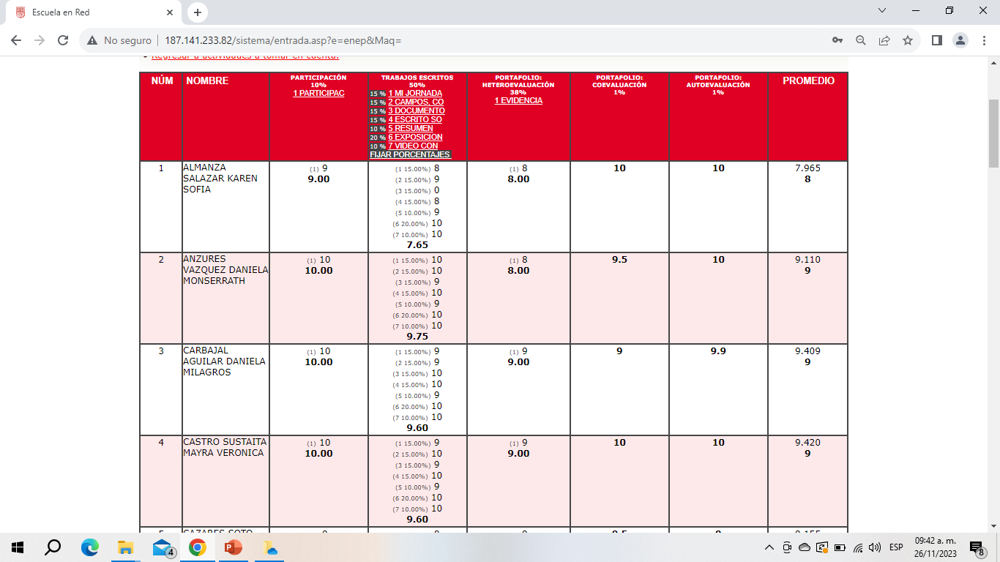 Escuela en Red
No seguro
187.141.233.82/sistema/entrada.asp?e=enep&Maq=
Regresar a actividades a tomar en cuenta.
NÚM
NOMBRE
PARTICIPACIÓN
10%
1 PARTICIPAC
TRABAJOS ESCRITOS
50%
15 % 1 MI JORNADA
15 % 2 CAMPOS, CO
15 % 3 DOCUMENTO
15 % 4 ESCRITO SO
10 % 5 RESUMEN
20 % 6 EXPOSICION
10 % 7 VIDEO CON
FIJAR PORCENTAJES
PORTAFOLIO:
HETEROEVALUACIÓN
38%
1 EVIDENCIA
PORTAFOLIO:
COEVALUACIÓN
1%
PORTAFOLIO:
AUTOEVALUACIÓN
1%
PROMEDIO
1
ALMANZA
SALAZAR KAREN
SOFIA
(1) 9
9.00
(1 15.00%) 8
(2 15.00%) 9
(3 15.00%) 0
(4 15.00%) 8
(5 10.00%) 9
(6 20.00%) 10
(7 10.00%) 10
7.65
(1) 8
8.00
10
10
7.965
8
2
ANZURES
VAZQUEZ DANIELA
MONSERRATH
(1) 10
10.00
(1 15.00%) 10
(2 15.00%) 10
(3 15.00%) 9
(4 15.00%) 10
(5 10.00%) 9
(6 20.00%) 10
(7 10.00%) 10
9.75
(1) 8
8.00
9.5
10
9.110
9
3
CARBAJAL
AGUILAR DANIELA
MILAGROS
(1) 10
10.00
(1 15.00%) 9
(2 15.00%) 9
(3 15.00%) 10
(4 15.00%) 10
(5 10.00%) 9
(6 20.00%) 10
(7 10.00%) 10
9.60
(1) 9
9.00
9
9.9
9.409
9
4
CASTRO SUSTAITA
MAYRA VERONICA
(1) 10
10.00
(1 15.00%) 9
(2 15.00%) 10
(3 15.00%) 9
(4 15.00%) 10
(5 10.00%) 9
(6 20.00%) 10
(7 10.00%) 10
9.60
(1) 9
9.00
10
10
9.420
9
4
ESP
09:42 a. m.
26/11/2023
8